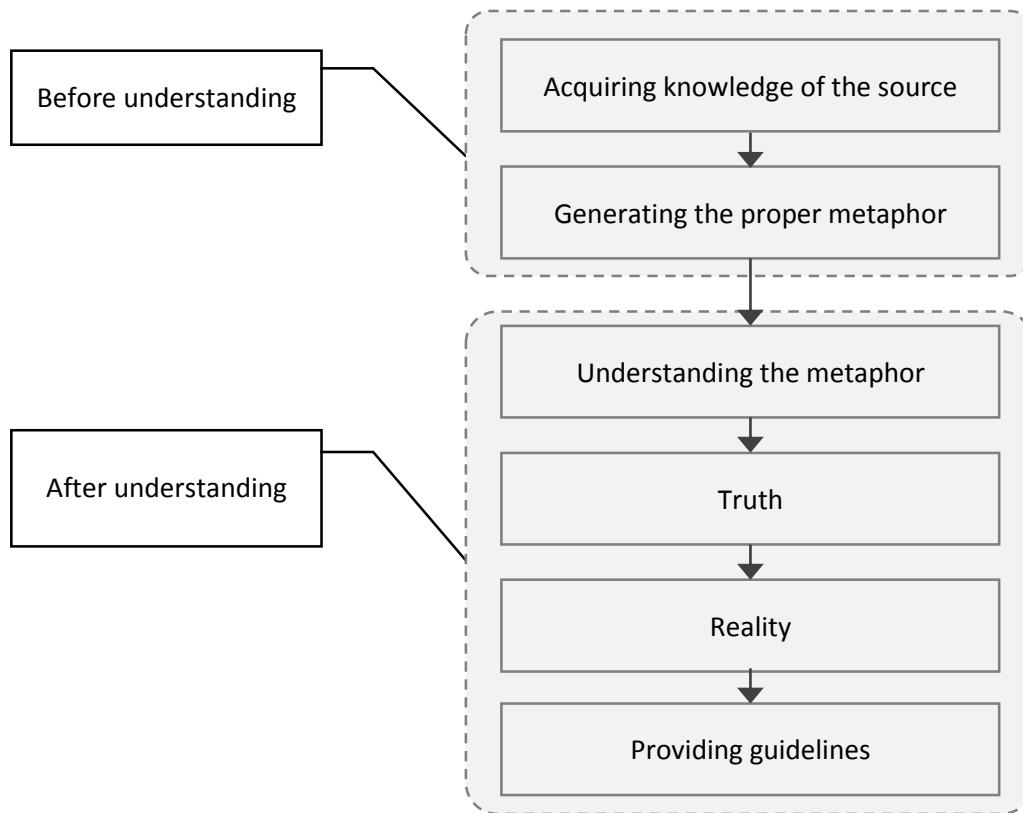 Before understanding
Acquiring knowledge of the source
Generating the proper metaphor
After understanding
Understanding the metaphor
Truth
Reality
Providing guidelines